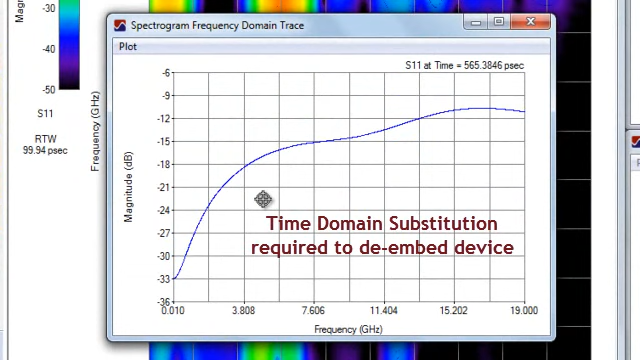 -30
-40
-50
S11
RTW
99.94 psec
Frequency (GHz)
Spectrogram Frequency Domain Trace
Plot
S11 at Time = 565.3846 psec
-6
-9
-12
-15
-18
-21
-24
-27
-30
-33
-36
Magnitude (dB)
Time Domain Substitution
required to de-embed device
0.010 3.808 7.606 11.404 15.202 19.000
Frequency (GHz)